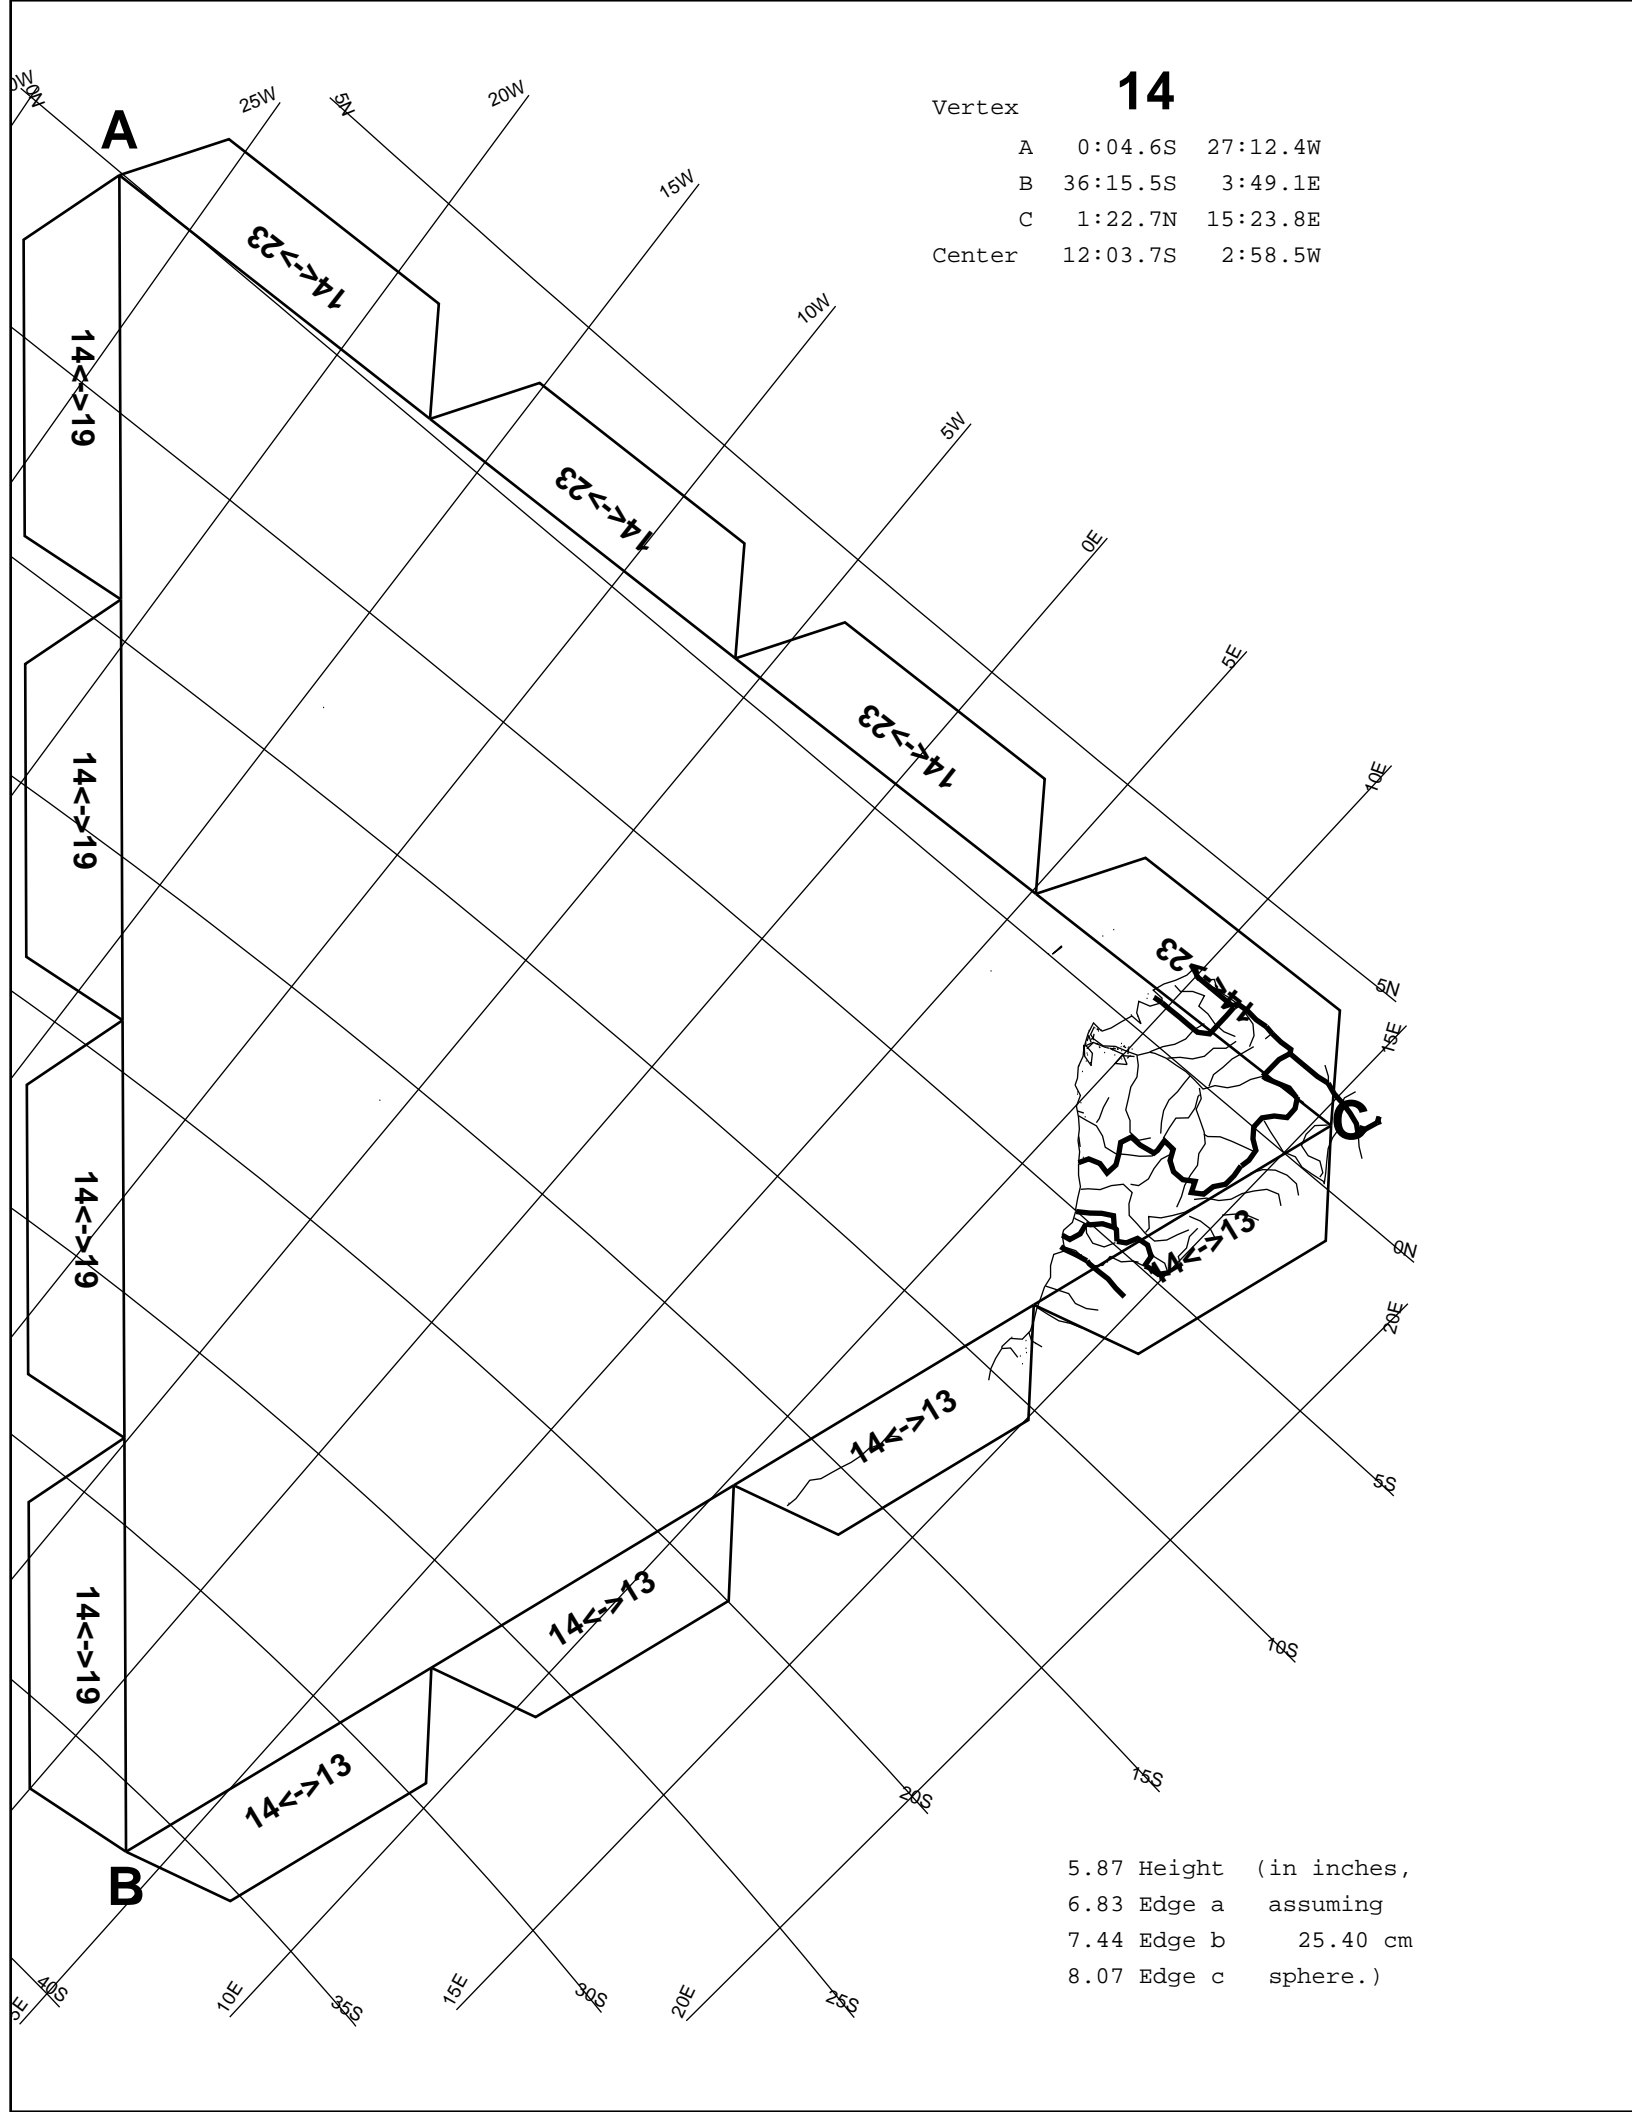 14
Vertex
A 0:04.6S 27:12.4W
B 36:15.5S 3:49.1E
C 1:22.7N 15:23.8E
Center 12:03.7S 2:58.5W
0W
25W
5N
20W
15W
10W
5W
0E
5E
10E
5N
15E
0N
20E
5S
10S
15S
20S
25S
20E
30S
15E
35S
10E
40S
5E
A
B
C
14<->23
14<->23
14<->23
14<->23
14<->19
14<->19
14<->19
14<->19
14<->13
14<->13
14<->13
14<->13
5.87 Height (in inches,
6.83 Edge a assuming
7.44 Edge b 25.40 cm
8.07 Edge c sphere.)